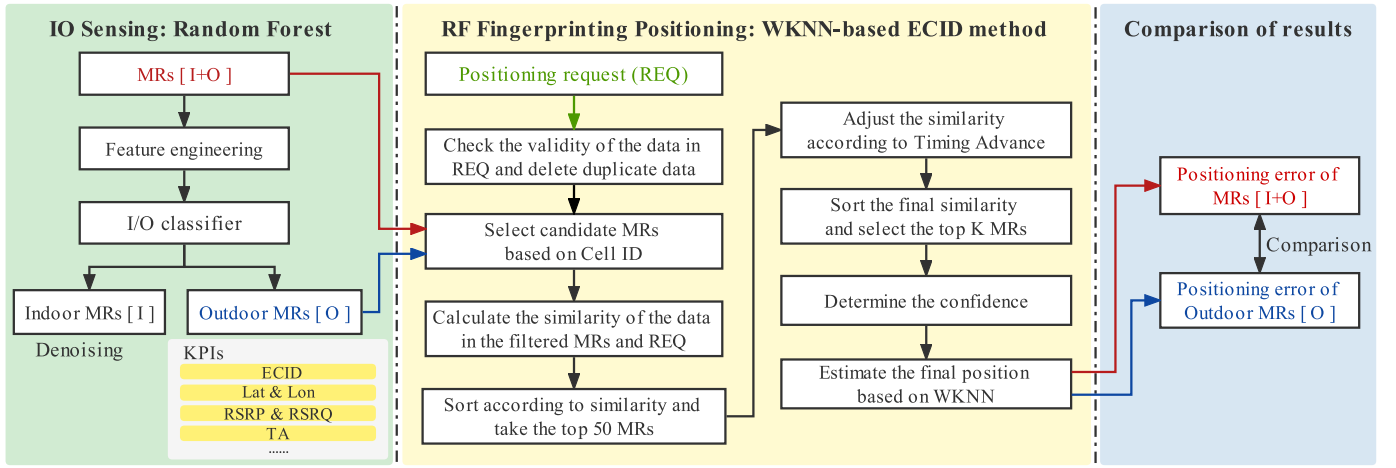 IO Sensing: Random Forest
MRs [ I+O ]
Feature engineering
I/O classifier
Indoor MRs [ I ]
Outdoor MRs [ O ]
Denoising
KPIs
ECID
Lat & Lon
RSRP & RSRQ
TA
......
RF Fingerprinting Positioning: WKNN-based ECID method
Positioning request (REQ)
Check the validity of the data in
REQ and delete duplicate data
Select candidate MRs
based on Cell ID
Calculate the similarity of the data
in the filtered MRs and REQ
Sort according to similarity and
take the top 50 MRs
Adjust the similarity
according to Timing Advance
Sort the final similarity
and select the top K MRs
Determine the confidence
Estimate the final position
based on WKNN
Comparison of results
Positioning error of
MRs [ I+O ]
Comparison
Positioning error of
Outdoor MRs [ O ]